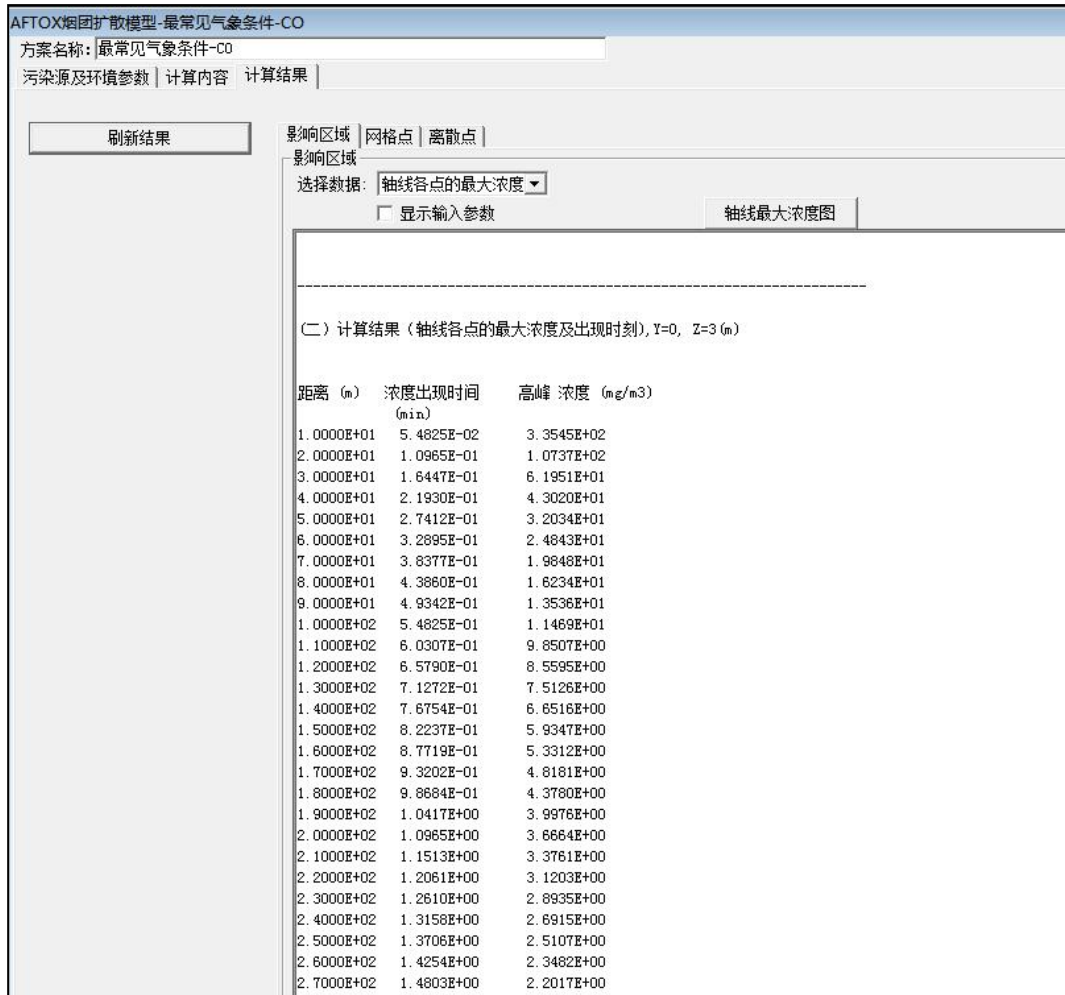 AFTOX烟团扩散模型-最常见气象条件-CO
方案名称: 最常见气象条件-CO
污染源及环境参数 计算内容 计算结果
刷新结果
影响区域 网格点 离散点
影响区域
选择数据: 轴线各点的最大浓度
显示输入参数 轴线最大浓度图
------------------------------------------------------------------------
(二) 计算结果 (轴线各点的最大浓度及出现时刻), Y=0, Z=3(m)
距离 (m) 浓度出现时间 高峰 浓度 (mg/m3)
(min)
1.0000E+01 5.4825E-02 3.3545E+02
2.0000E+01 1.0965E-01 1.0737E+02
3.0000E+01 1.6447E-01 6.1951E+01
4.0000E+01 2.1930E-01 4.3020E+01
5.0000E+01 2.7412E-01 3.2034E+01
6.0000E+01 3.2895E-01 2.4843E+01
7.0000E+01 3.8377E-01 1.9848E+01
8.0000E+01 4.3860E-01 1.6234E+01
9.0000E+01 4.9342E-01 1.3536E+01
1.0000E+02 5.4825E-01 1.1469E+01
1.1000E+02 6.0307E-01 9.8507E+00
1.2000E+02 6.5790E-01 8.5595E+00
1.3000E+02 7.1272E-01 7.5126E+00
1.4000E+02 7.6754E-01 6.6516E+00
1.5000E+02 8.2237E-01 5.9347E+00
1.6000E+02 8.7719E-01 5.3312E+00
1.7000E+02 9.3202E-01 4.8181E+00
1.8000E+02 9.8684E-01 4.3780E+00
1.9000E+02 1.0417E+00 3.9976E+00
2.0000E+02 1.0965E+00 3.6664E+00
2.1000E+02 1.1513E+00 3.3761E+00
2.2000E+02 1.2061E+00 3.1203E+00
2.3000E+02 1.2610E+00 2.8935E+00
2.4000E+02 1.3158E+00 2.6915E+00
2.5000E+02 1.3706E+00 2.5107E+00
2.6000E+02 1.4254E+00 2.3482E+00
2.7000E+02 1.4803E+00 2.2017E+00